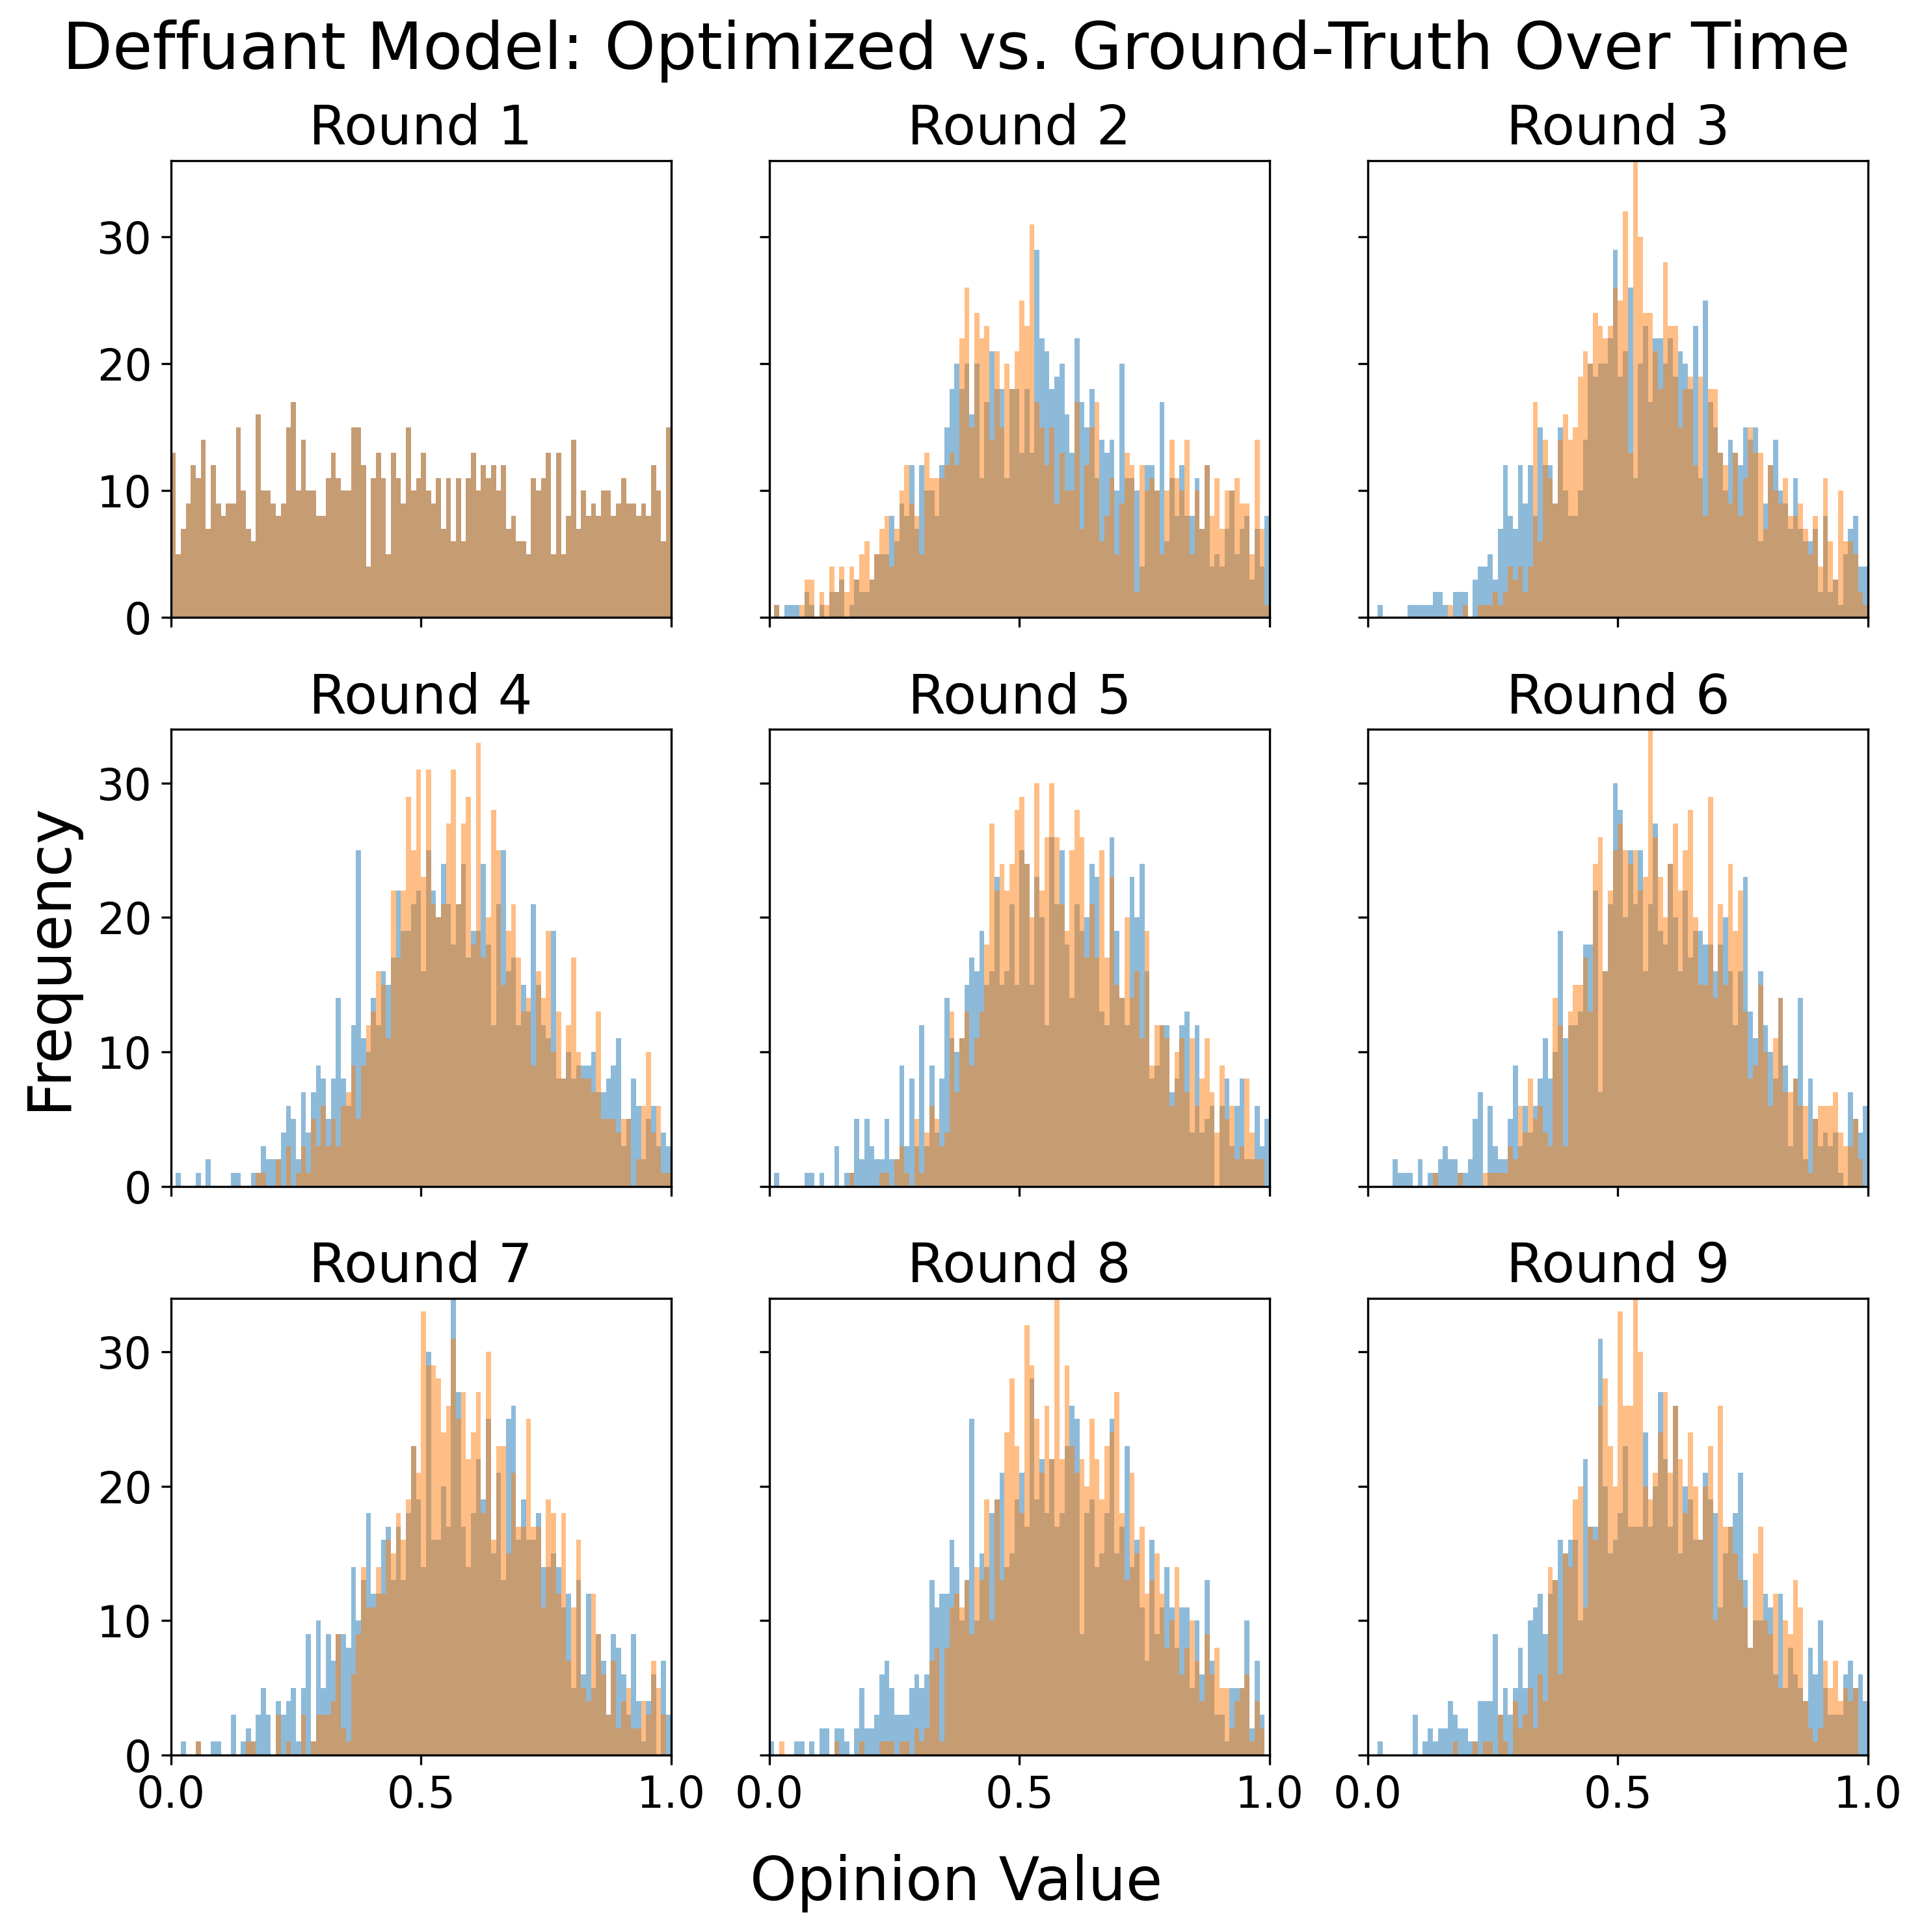 Deffuant Model: Optimized vs. Ground-Truth Over Time
Round 1
Round 2
Round 3
30
20
10
0
Round 4
Round 5
Round 6
30
20
10
0
Frequency
Round 7
Round 8
Round 9
30
20
10
0
0.0 0.5 1.0 0.0 0.5 1.0 0.0 0.5 1.0
Opinion Value